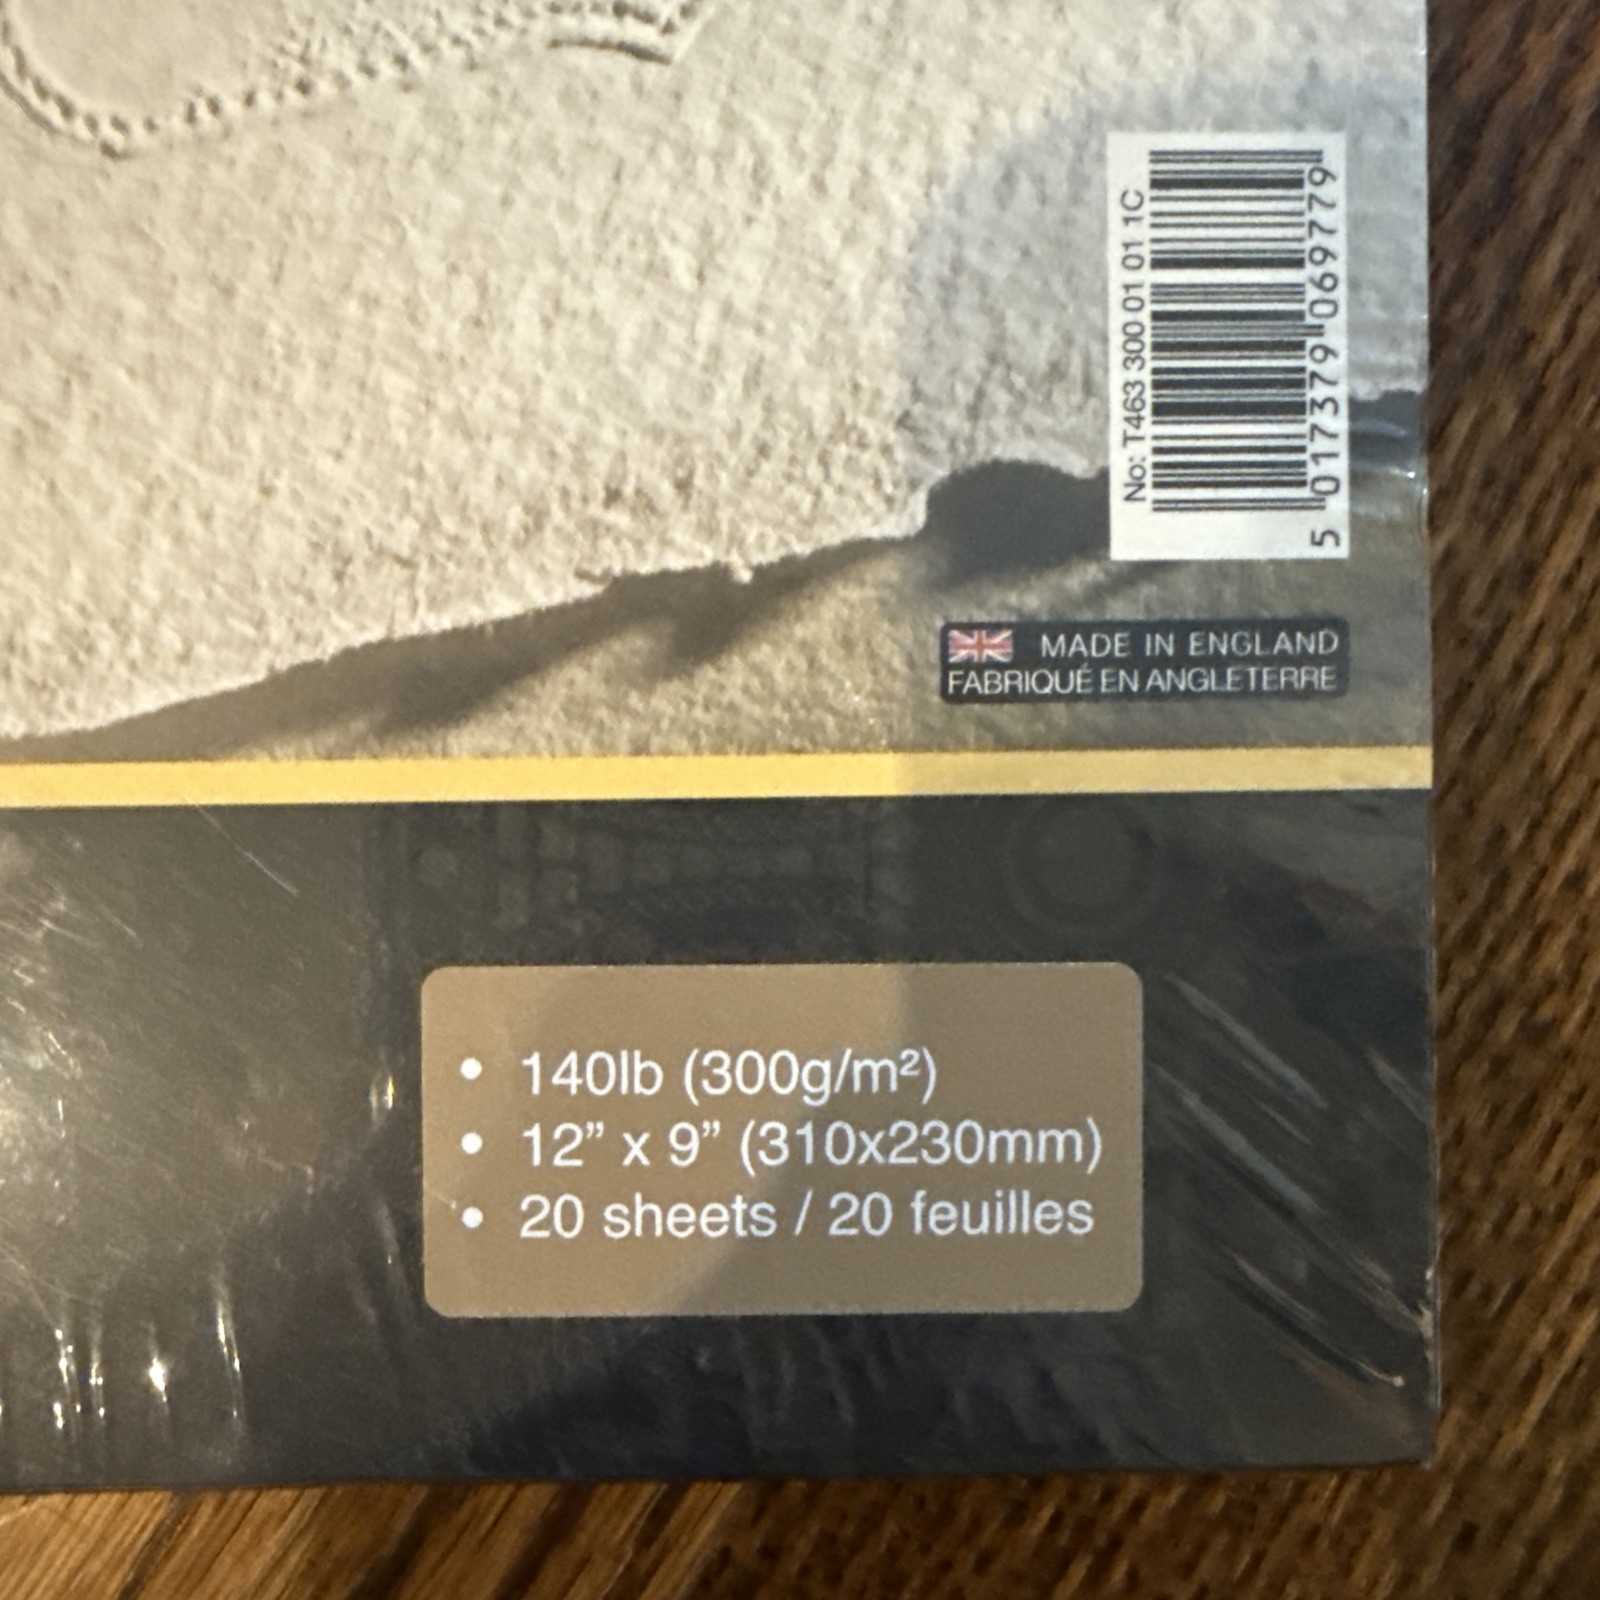 No: T463 300 01 01 1C
5 017379 069779
MADE IN ENGLAND
FABRIQUÉ EN ANGLETERRE
• 140lb (300g/m²)
• 12” x 9” (310x230mm)
• 20 sheets / 20 feuilles